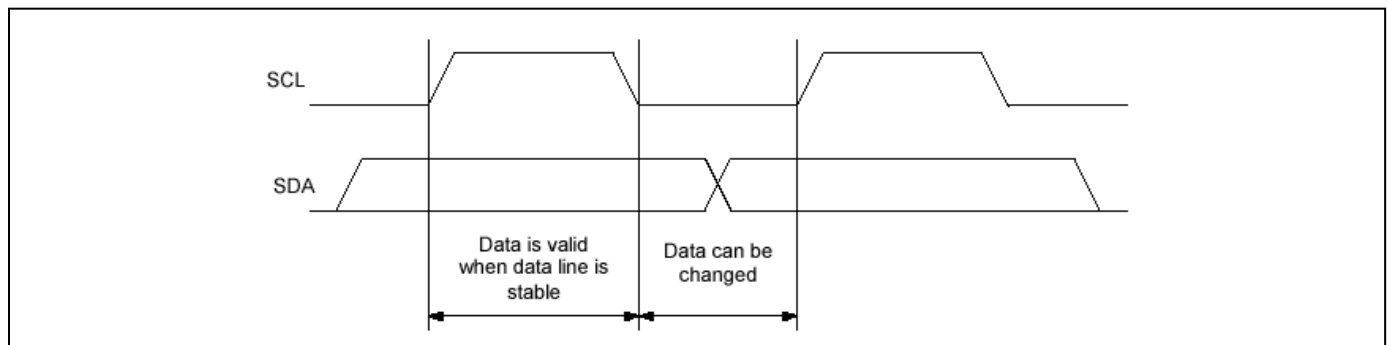 SCL
SDA
Data is valid
when data line is
stable
Data can be
changed